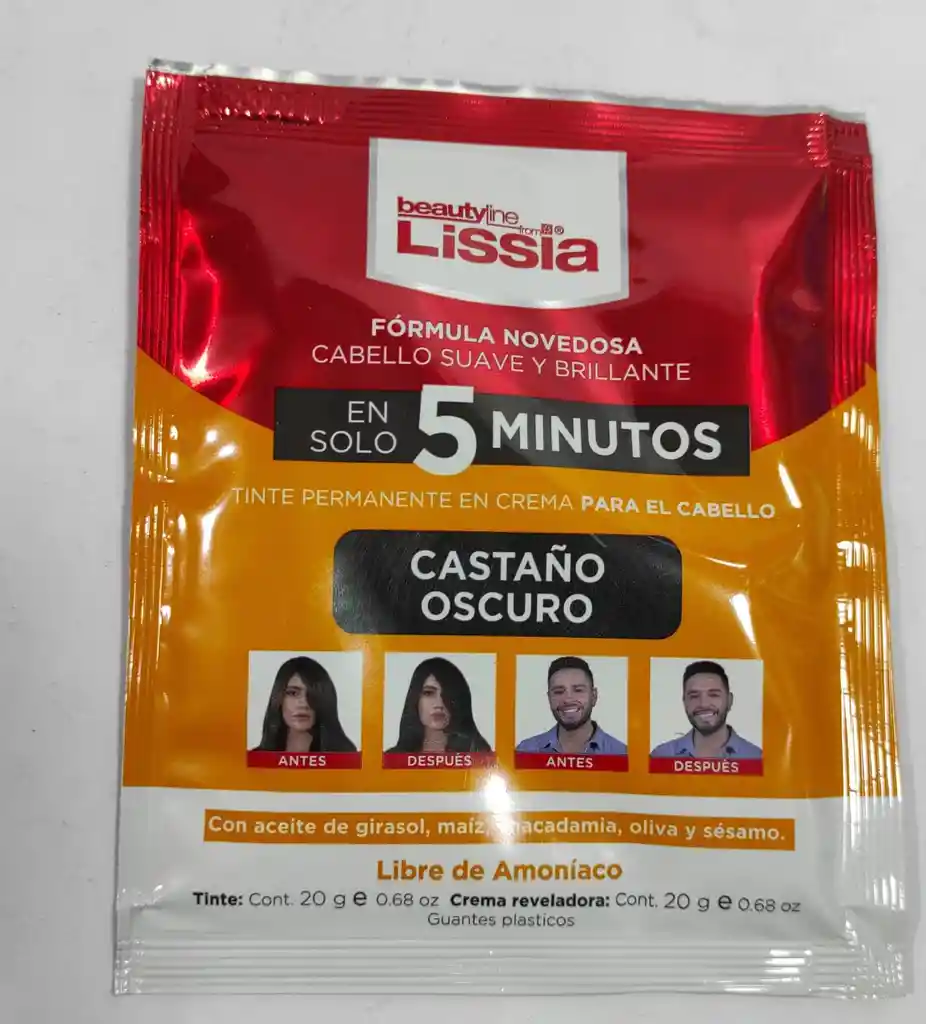 beautyline
from
LiSSia
FÓRMULA NOVEDOSA
CABELLO SUAVE Y BRILLANTE
EN SOLO 5 MINUTOS
TINTE PERMANENTE EN CREMA PARA EL CABELLO
CASTAÑO
OSCURO
ANTES DESPUÉS ANTES DESPUÉS
Con aceite de girasol, maíz, macadamia, oliva y sésamo.
Libre de Amoníaco
Tinte: Cont. 20 g e 0.68 oz Crema reveladora: Cont. 20 g e 0.68 oz
Guantes plasticos